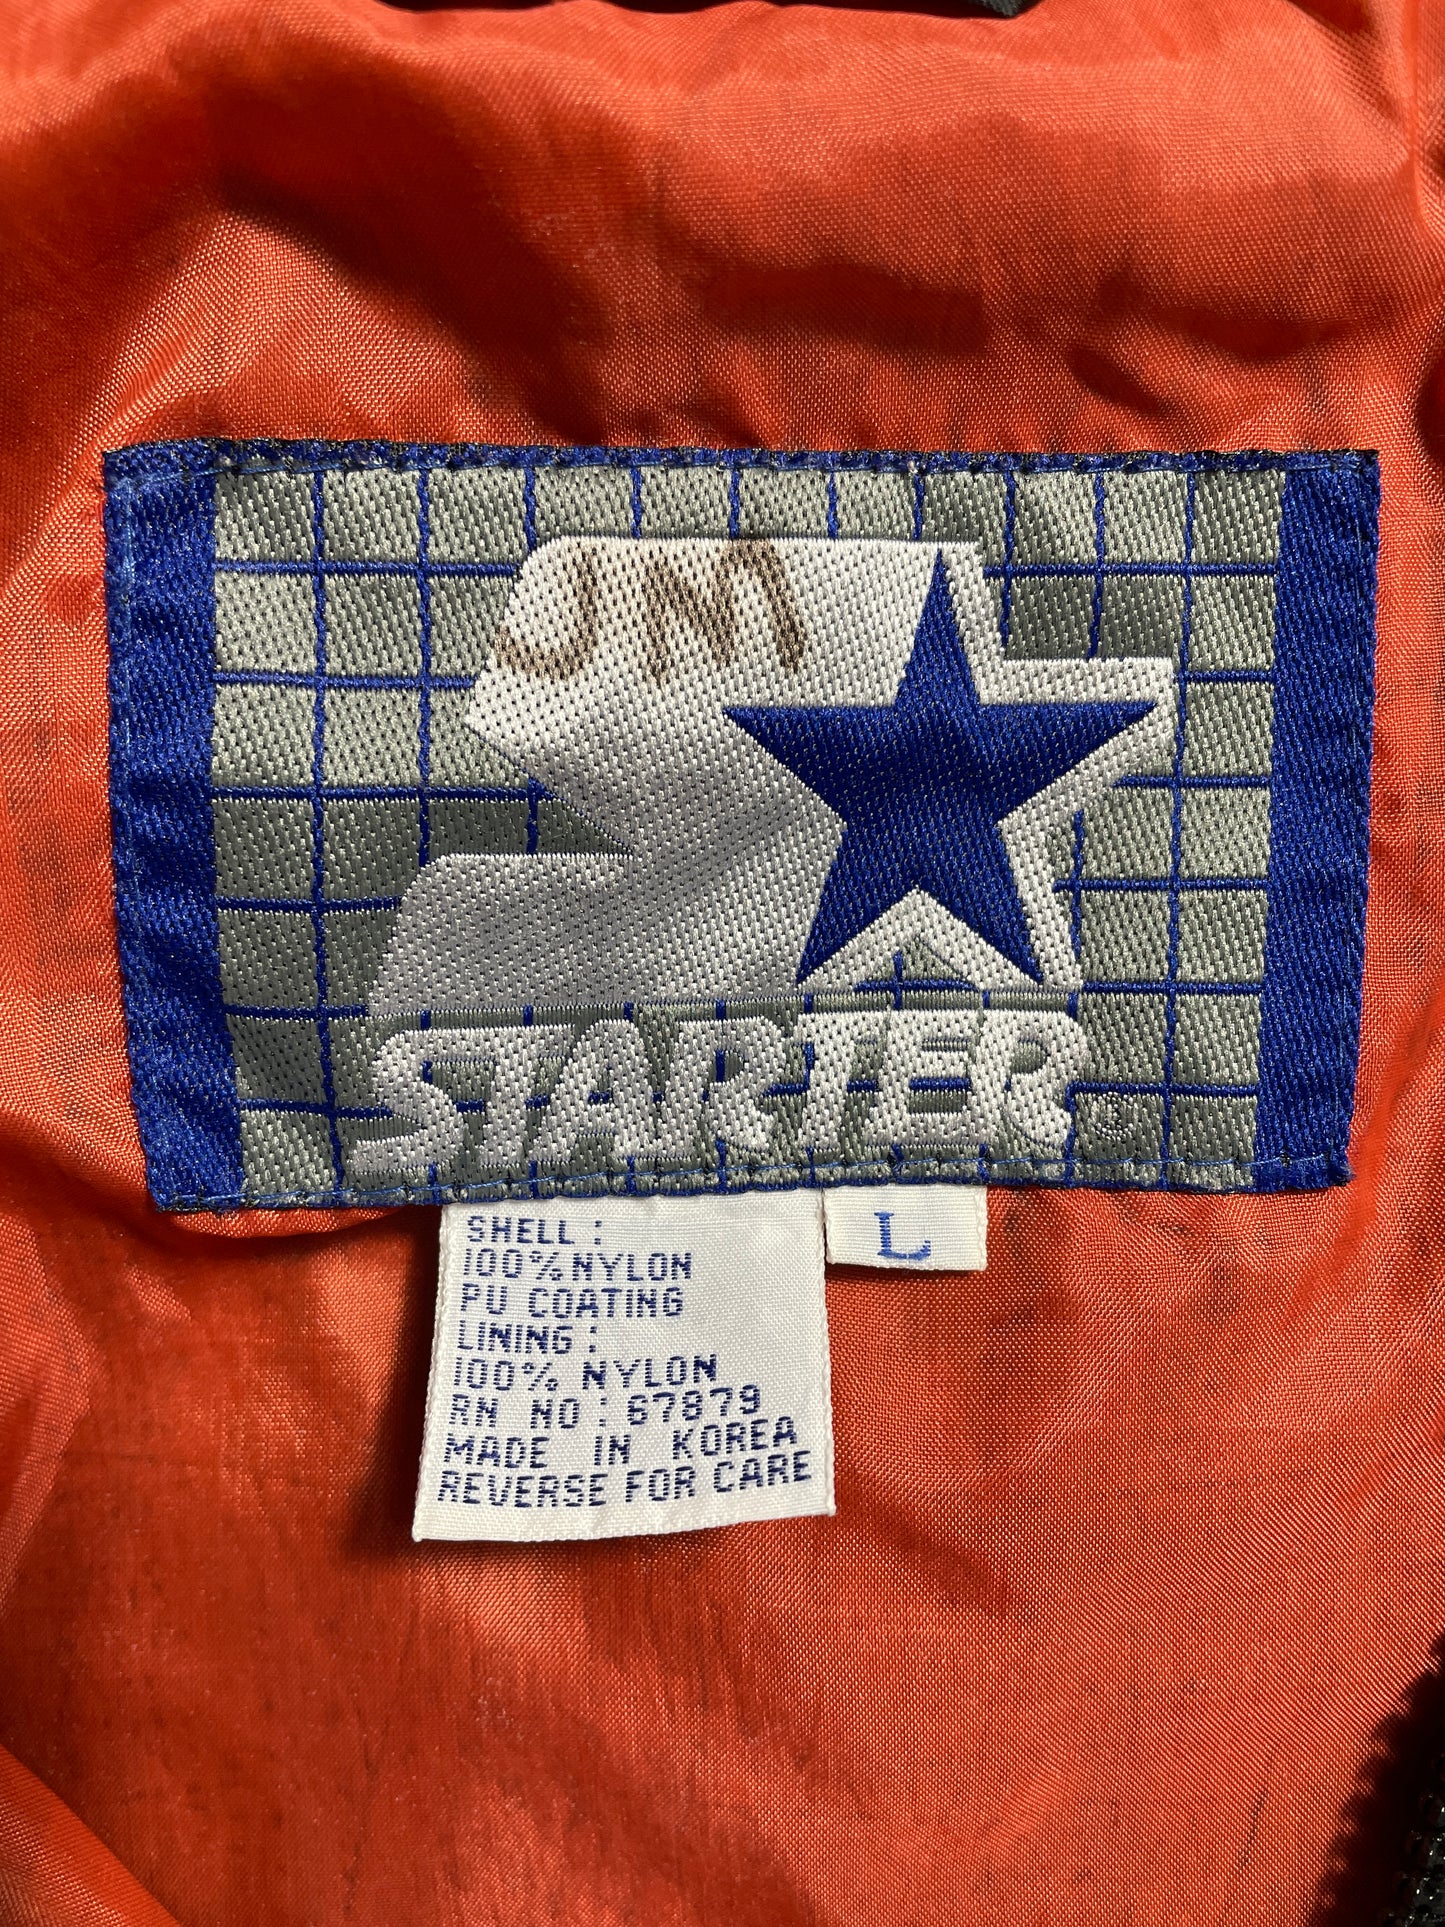 JM
STARTER®
L
SHELL :
100% NYLON
PU COATING
LINING :
100% NYLON
RN NO : 67879
MADE IN KOREA
REVERSE FOR CARE